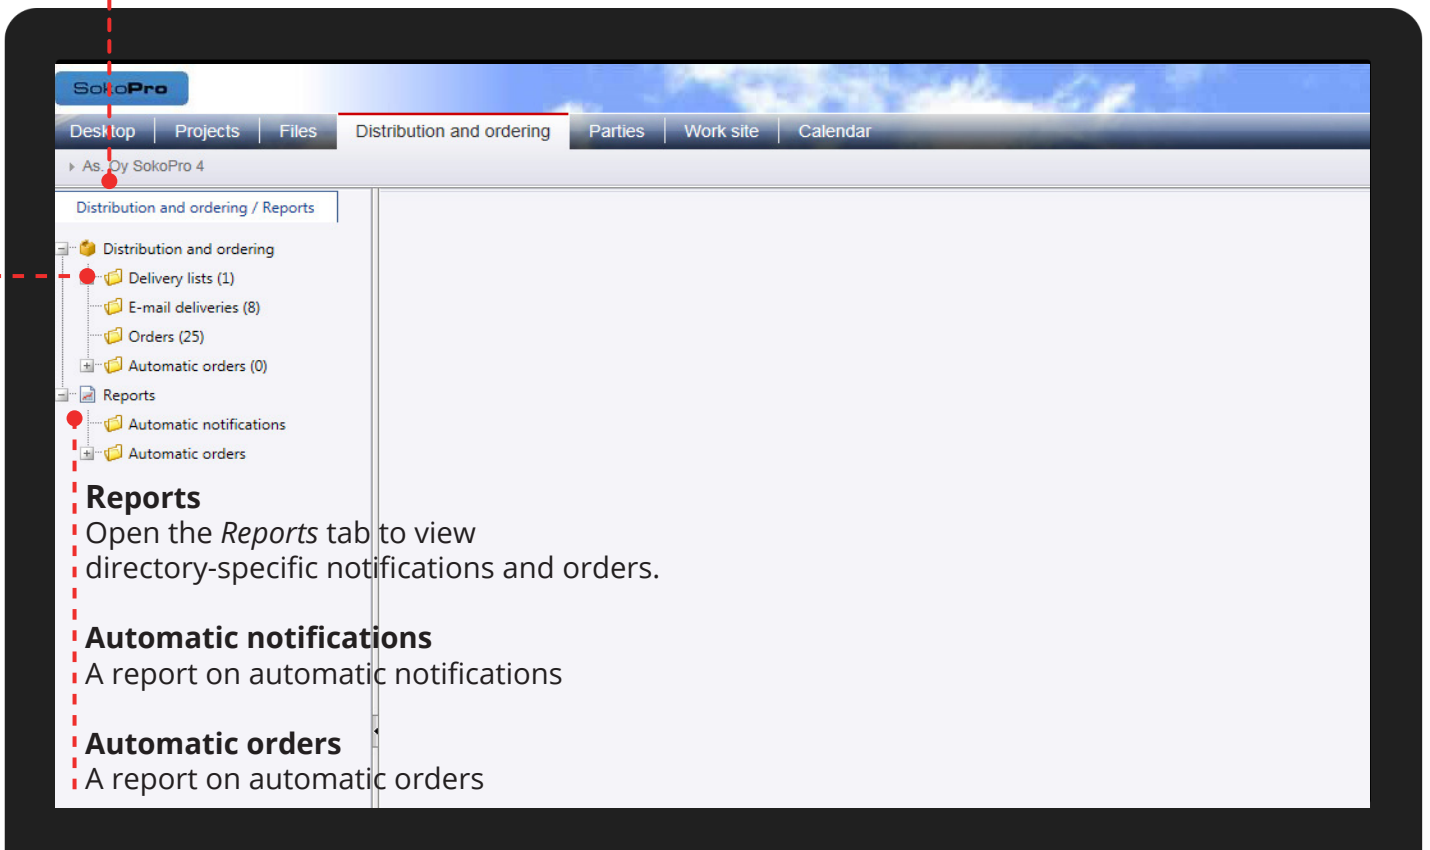 SokoPro
Desktop Projects Files Distribution and ordering Parties Work site Calendar
As. Oy SokoPro 4
Distribution and ordering / Reports
Distribution and ordering
Delivery lists (1)
E-mail deliveries (8)
Orders (25)
Automatic orders (0)
Reports
Automatic notifications
Automatic orders
Reports
Open the Reports tab to view
directory-specific notifications and orders.
Automatic notifications
A report on automatic notifications
Automatic orders
A report on automatic orders